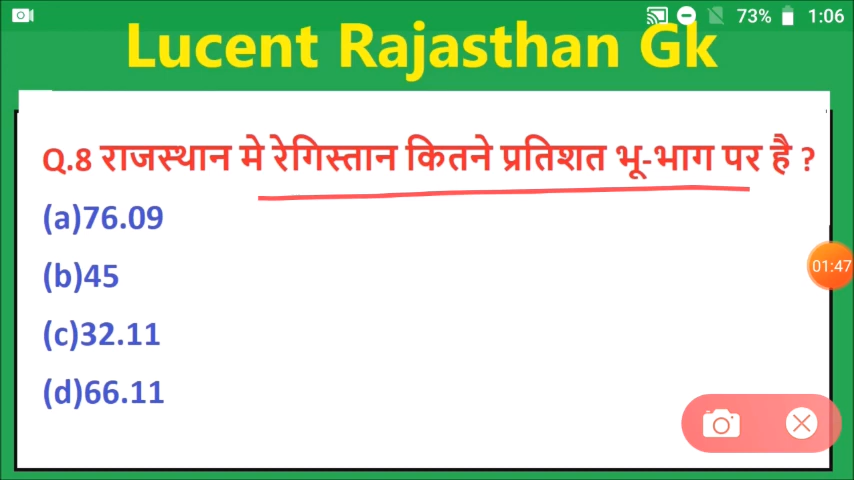 73% 1:06
Lucent Rajasthan Gk
Q.8 राजस्थान मे रेगिस्तान कितने प्रतिशत भू-भाग पर है ?
(a)76.09
(b)45
01:47
(c)32.11
(d)66.11